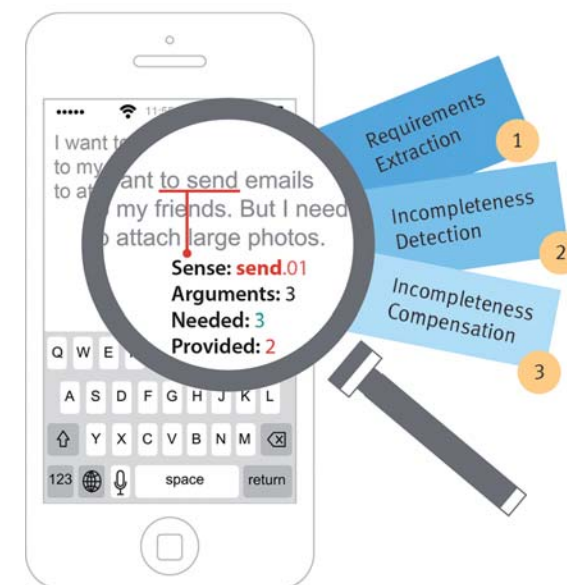 11:55
I want to
to my
to at
ant to send emails
my friends. But I need
o attach large photos.
Sense: send.01
Arguments: 3
Needed: 3
Provided: 2
Requirements
Extraction
1
Incompleteness
Detection
2
Incompleteness
Compensation
3
Q W E
A S D F G H J K L
Y X C V B N M
123 space return